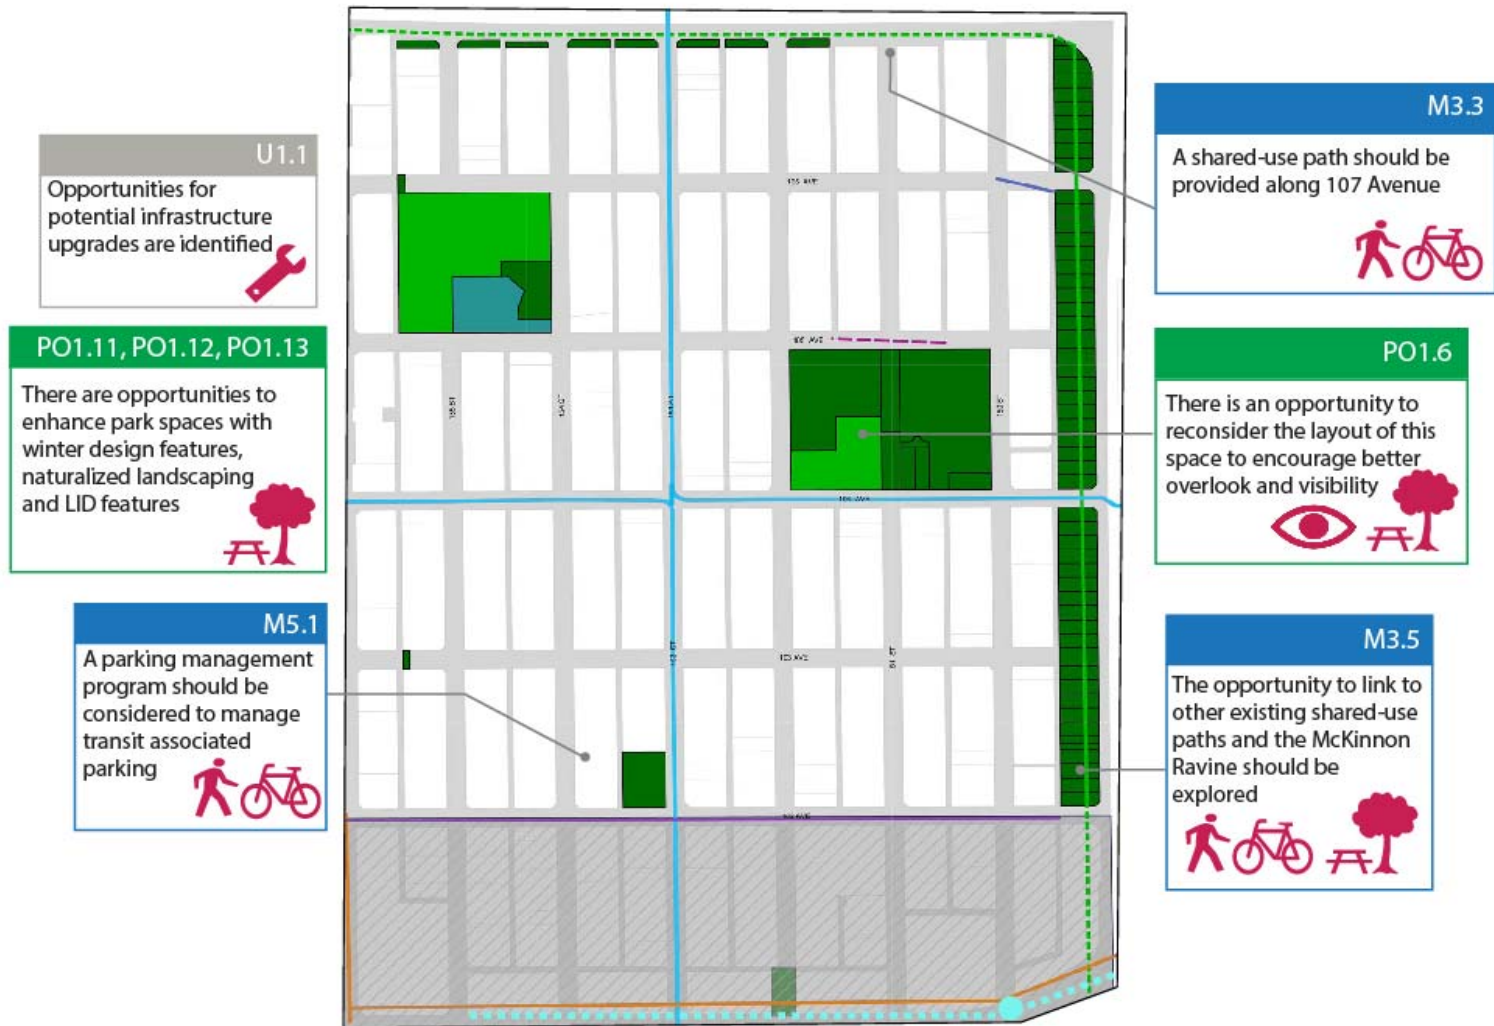 U1.1
Opportunities for
potential infrastructure
upgrades are identified
PO1.11, PO1.12, PO1.13
There are opportunities to
enhance park spaces with
winter design features,
naturalized landscaping
and LID features
M5.1
A parking management
program should be
considered to manage
transit associated
parking
103 AVE
M3.3
A shared-use path should be
provided along 107 Avenue
PO1.6
There is an opportunity to
reconsider the layout of this
space to encourage better
overlook and visibility
M3.5
The opportunity to link to
other existing shared-use
paths and the McKinnon
Ravine should be
explored